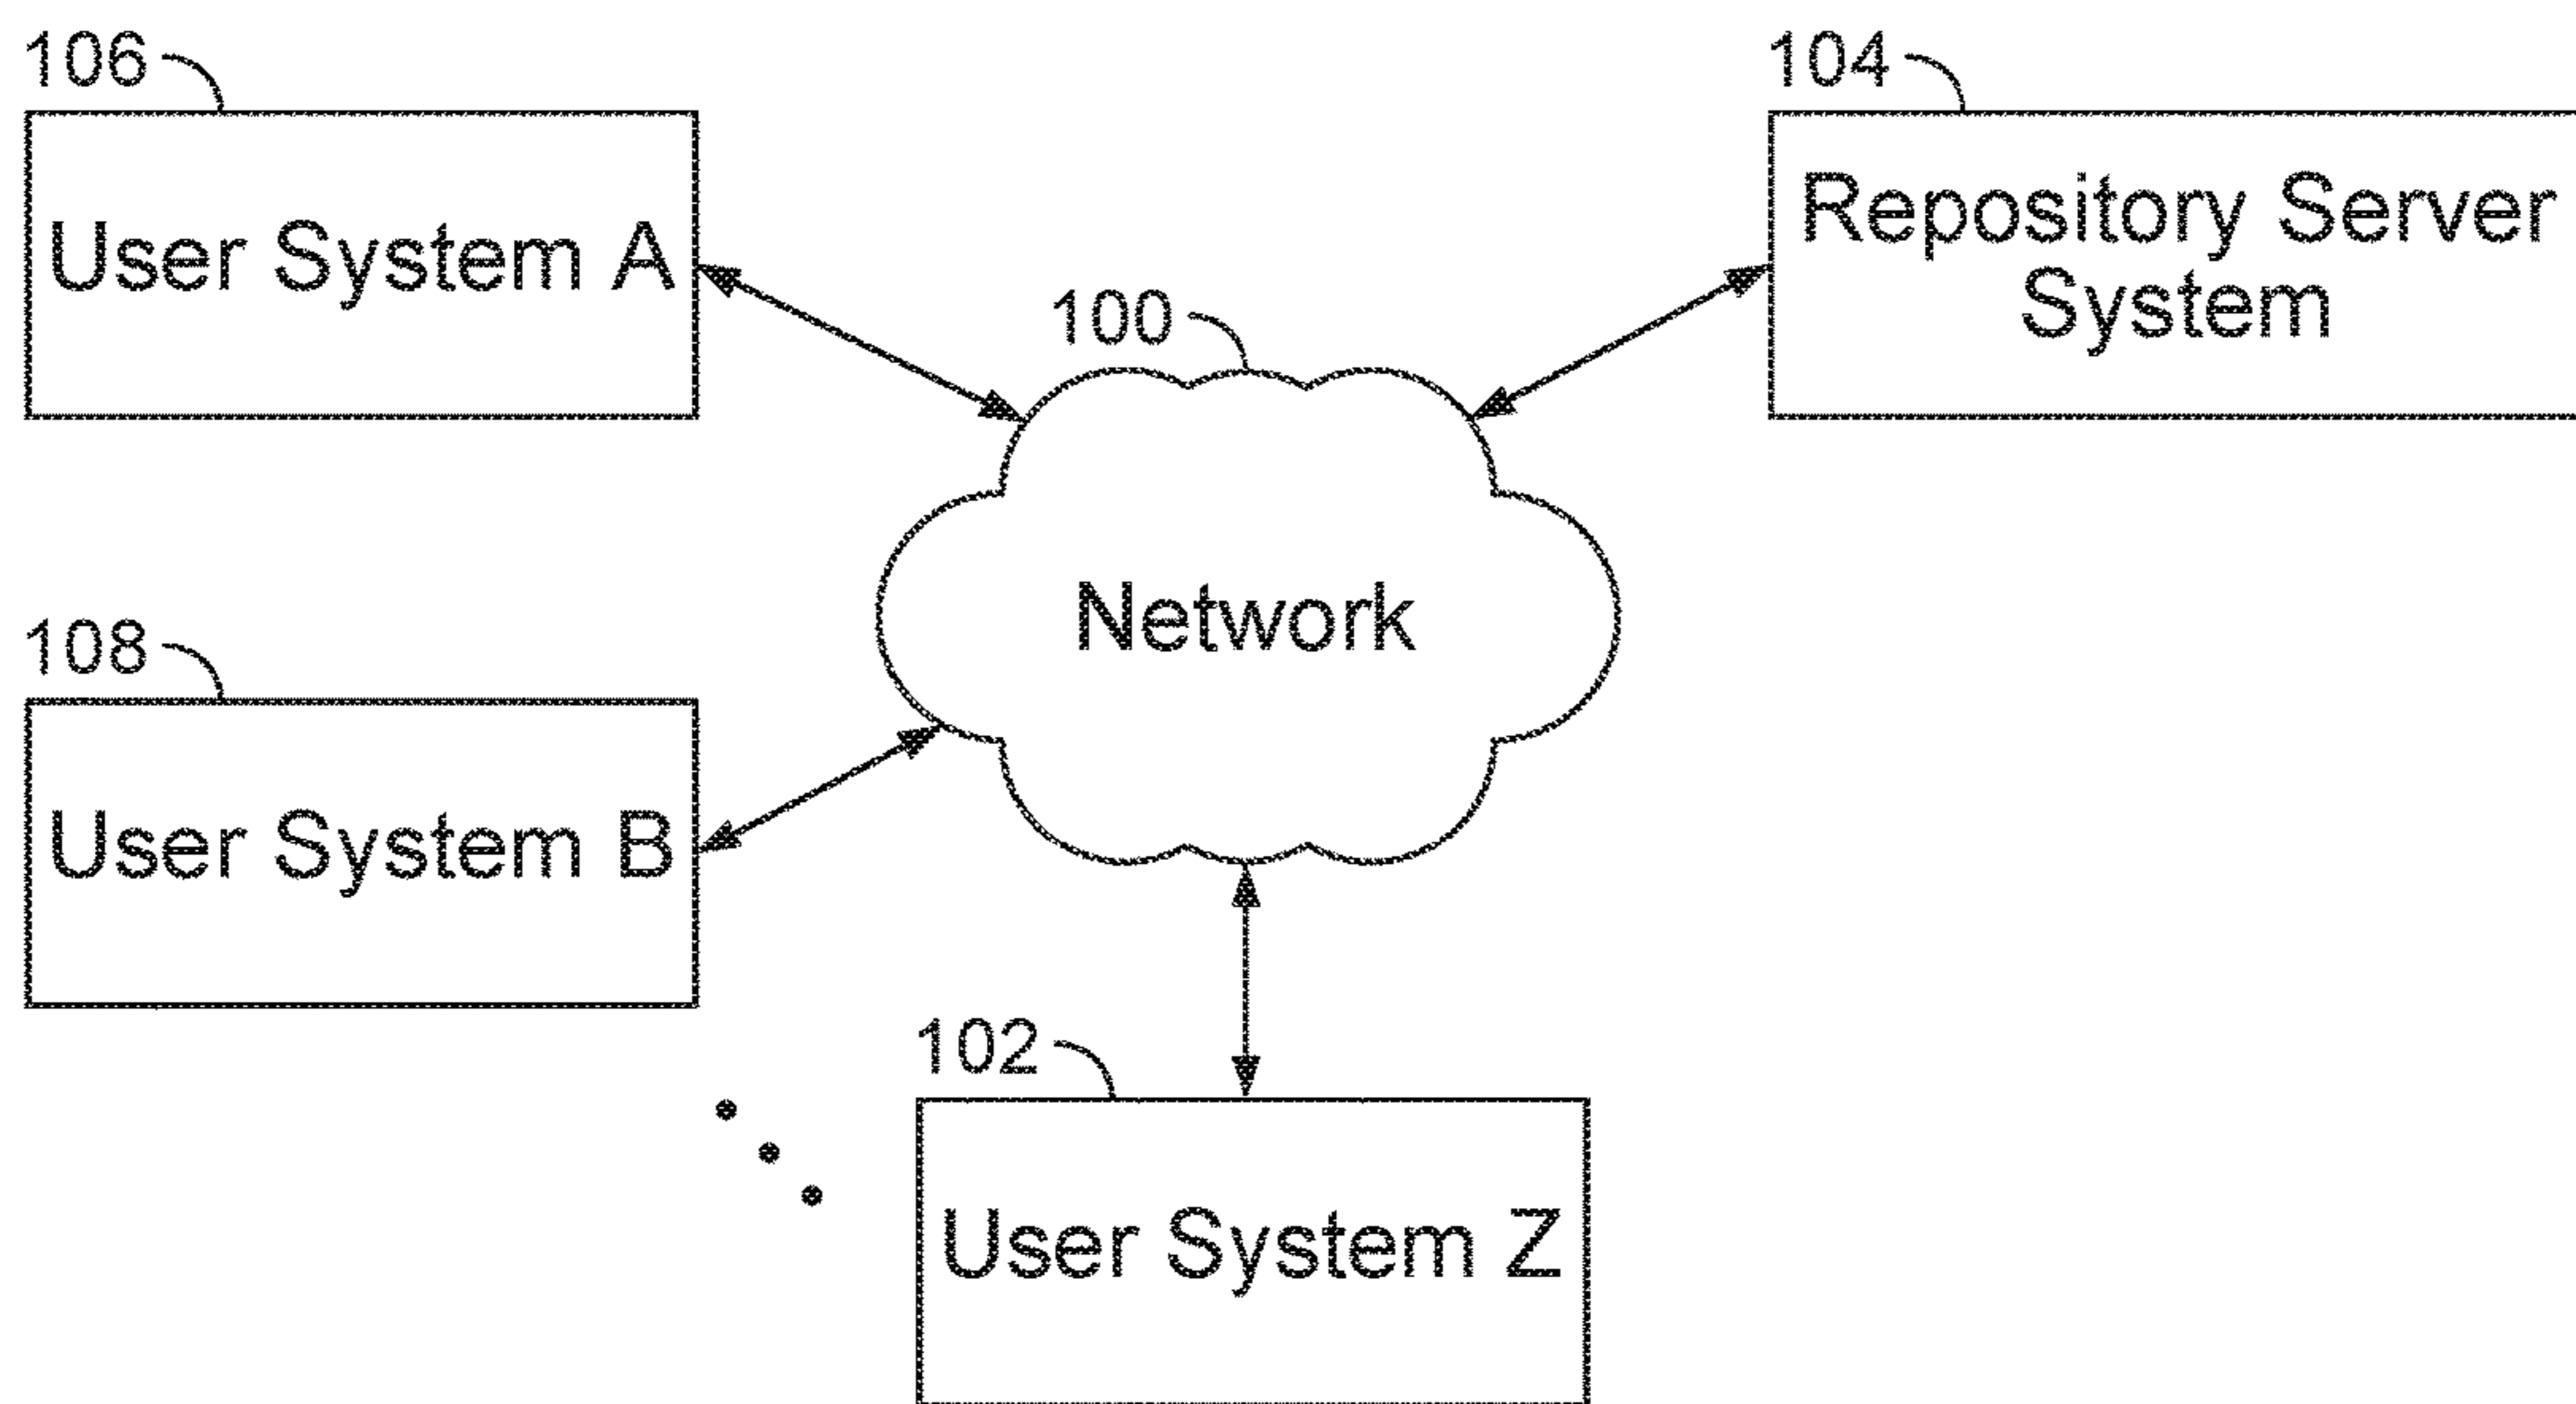 106
User System A
104
Repository Server
System
100
Network
108
User System B
102
User System Z